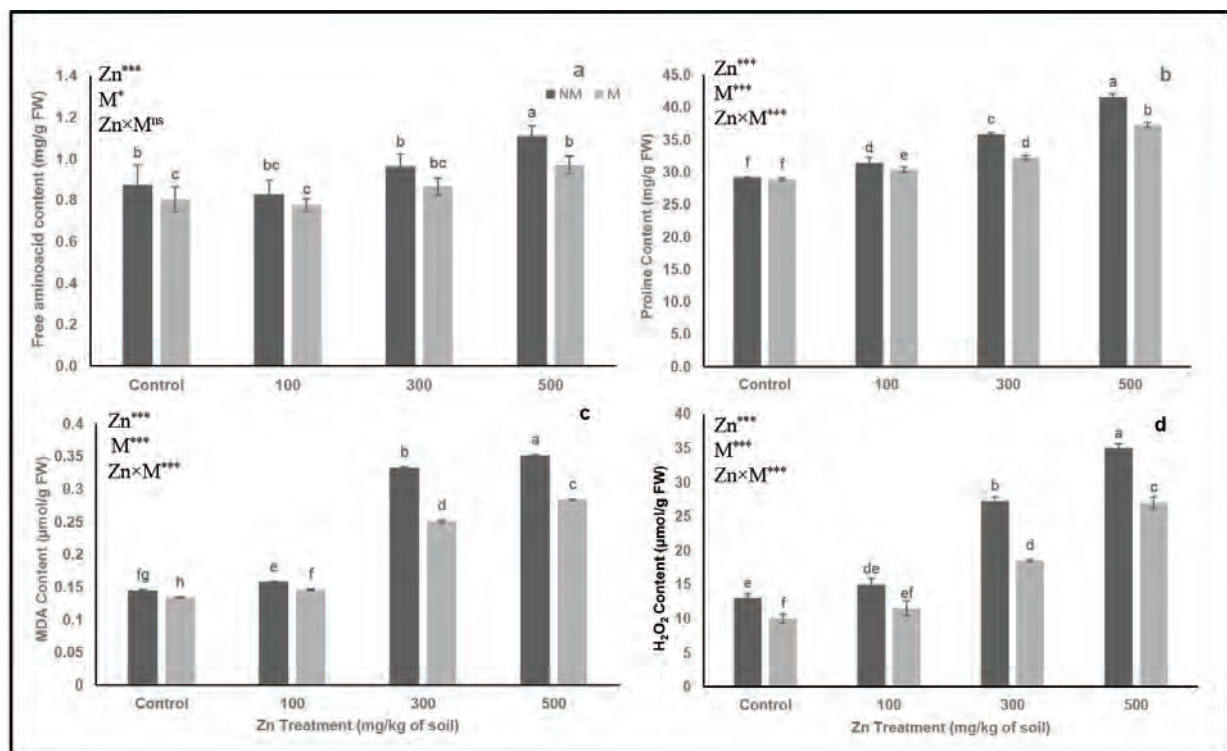 Zn***
M*
Zn×Mns
a
NM M
Free aminoacid content (mg/g FW)
1.4
1.2
1.0
0.8
0.6
0.4
0.2
0.0
b c bc c b bc a b
Control 100 300 500
Zn***
M***
Zn×M***
b
Proline Content (mg/g FW)
45.0
40.0
35.0
30.0
25.0
20.0
15.0
10.0
5.0
0.0
f f d e c d a b
Control 100 300 500
Zn***
M***
Zn×M***
c
MDA Content (µmol/g FW)
0.4
0.35
0.3
0.25
0.2
0.15
0.1
0.05
0
fg h e f b d a c
Control 100 300 500
Zn Treatment (mg/kg of soil)
Zn***
M***
Zn×M***
d
H₂O₂ Content (µmol/g FW)
40
35
30
25
20
15
10
5
0
e f de ef b d a c
Control 100 300 500
Zn Treatment (mg/kg of soil)